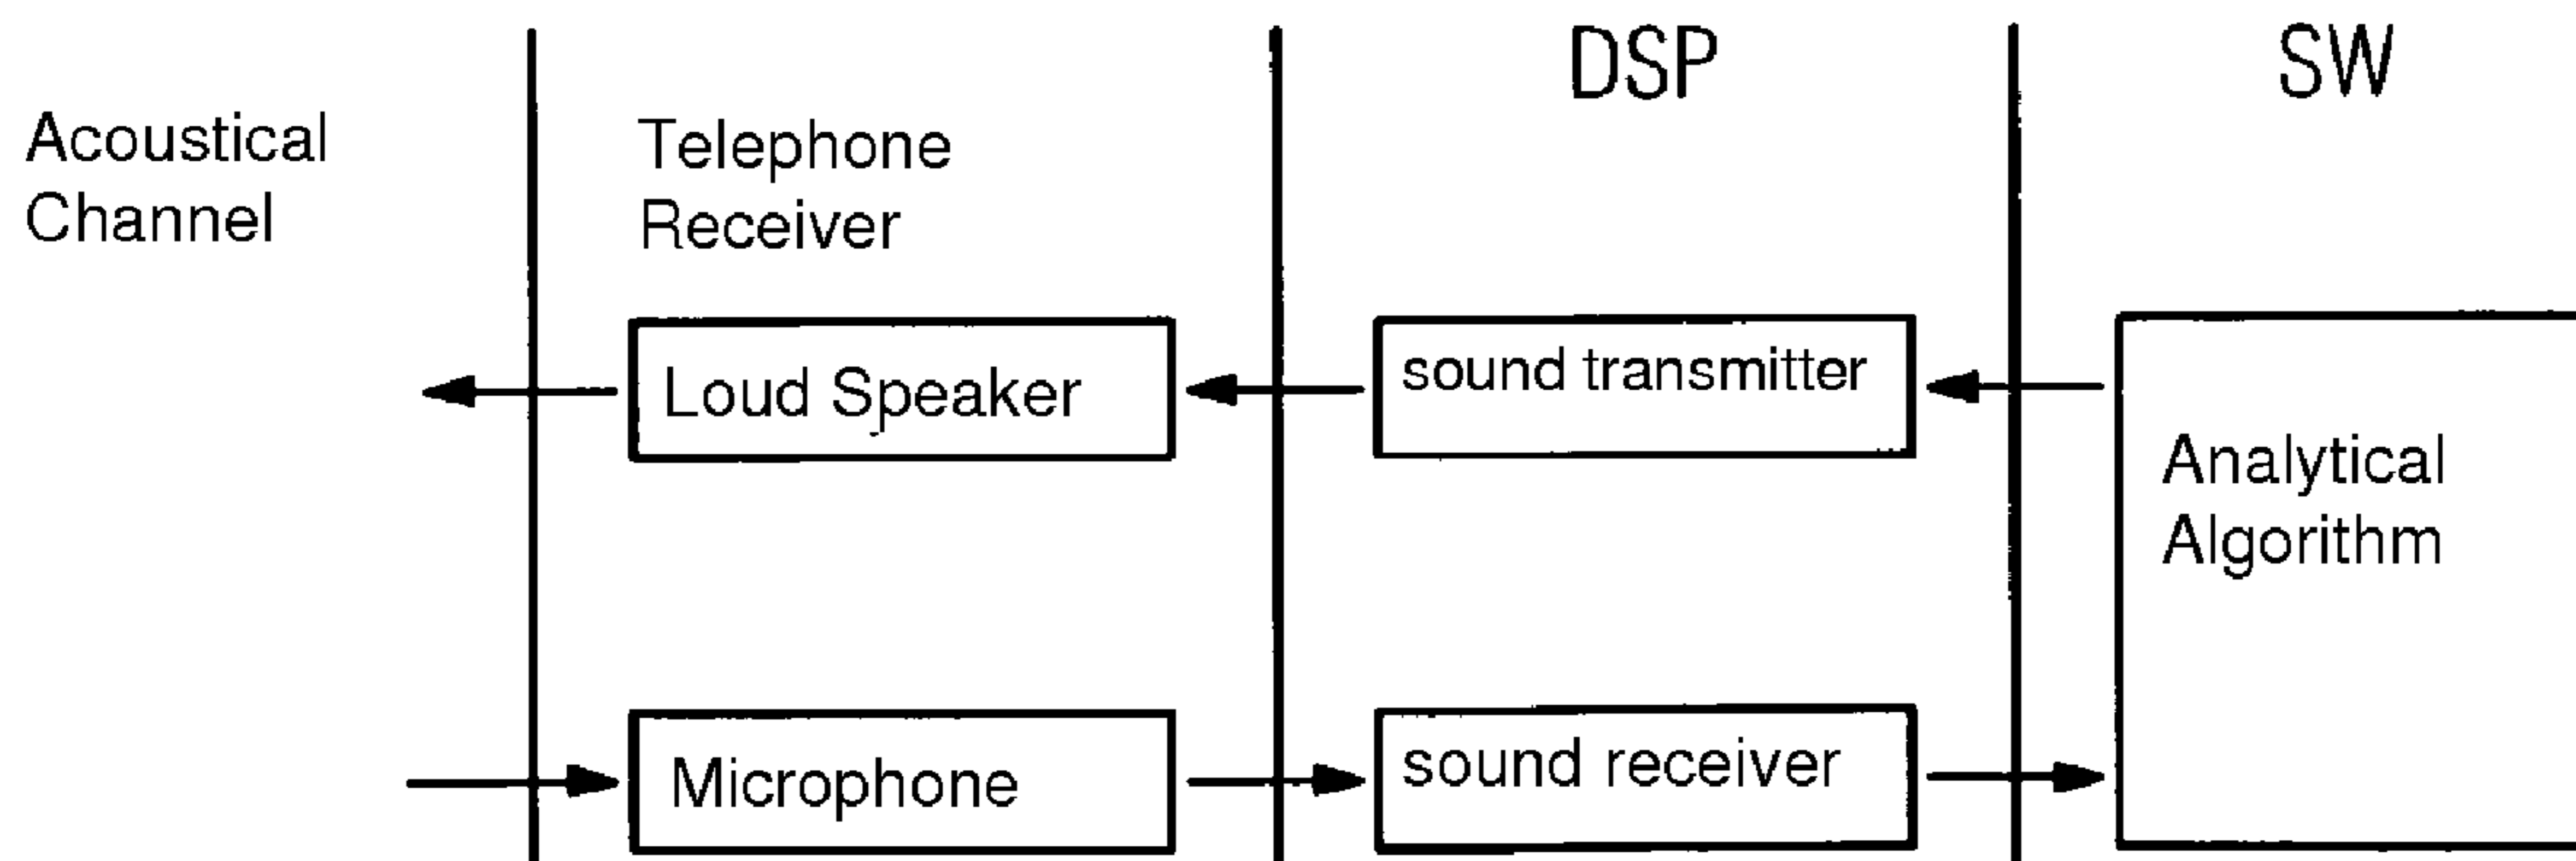 DSP
SW
Acoustical
Channel
Telephone
Receiver
Loud Speaker
sound transmitter
Analytical
Algorithm
Microphone
sound receiver